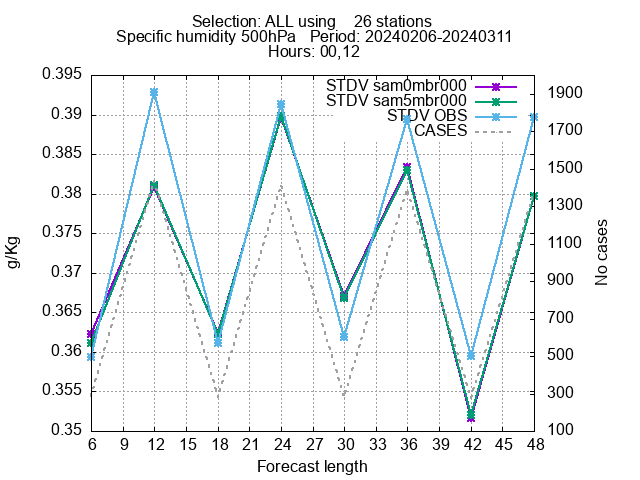 Selection: ALL using    26 stations
Specific humidity 500hPa   Period: 20240206-20240311
Hours: 00,12
STDV sam0mbr000
STDV sam5mbr000
STDV OBS
CASES
0.395
0.39
0.385
0.38
0.375
0.37
0.365
0.36
0.355
0.35
g/Kg
1900
1700
1500
1300
1100
900
700
500
300
100
No cases
6 9 12 15 18 21 24 27 30 33 36 39 42 45 48
Forecast length